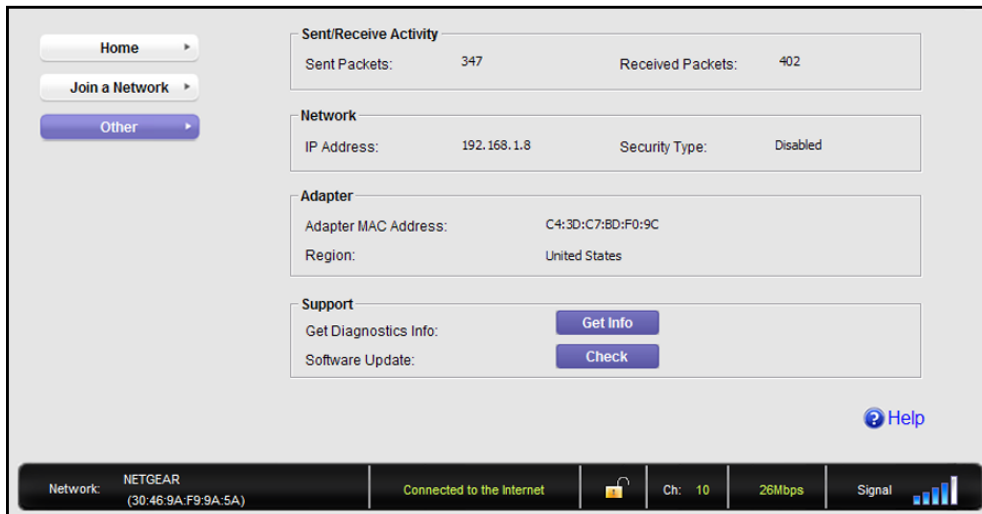 Home
Join a Network
Other
Sent/Receive Activity
Sent Packets: 347 Received Packets: 402
Network
IP Address: 192.168.1.8 Security Type: Disabled
Adapter
Adapter MAC Address: C4:3D:C7:BD:F0:9C
Region: United States
Support
Get Diagnostics Info: Get Info
Software Update: Check
? Help
Network: NETGEAR
(30:46:9A:F9:9A:5A)
Connected to the Internet
Ch: 10
26Mbps
Signal